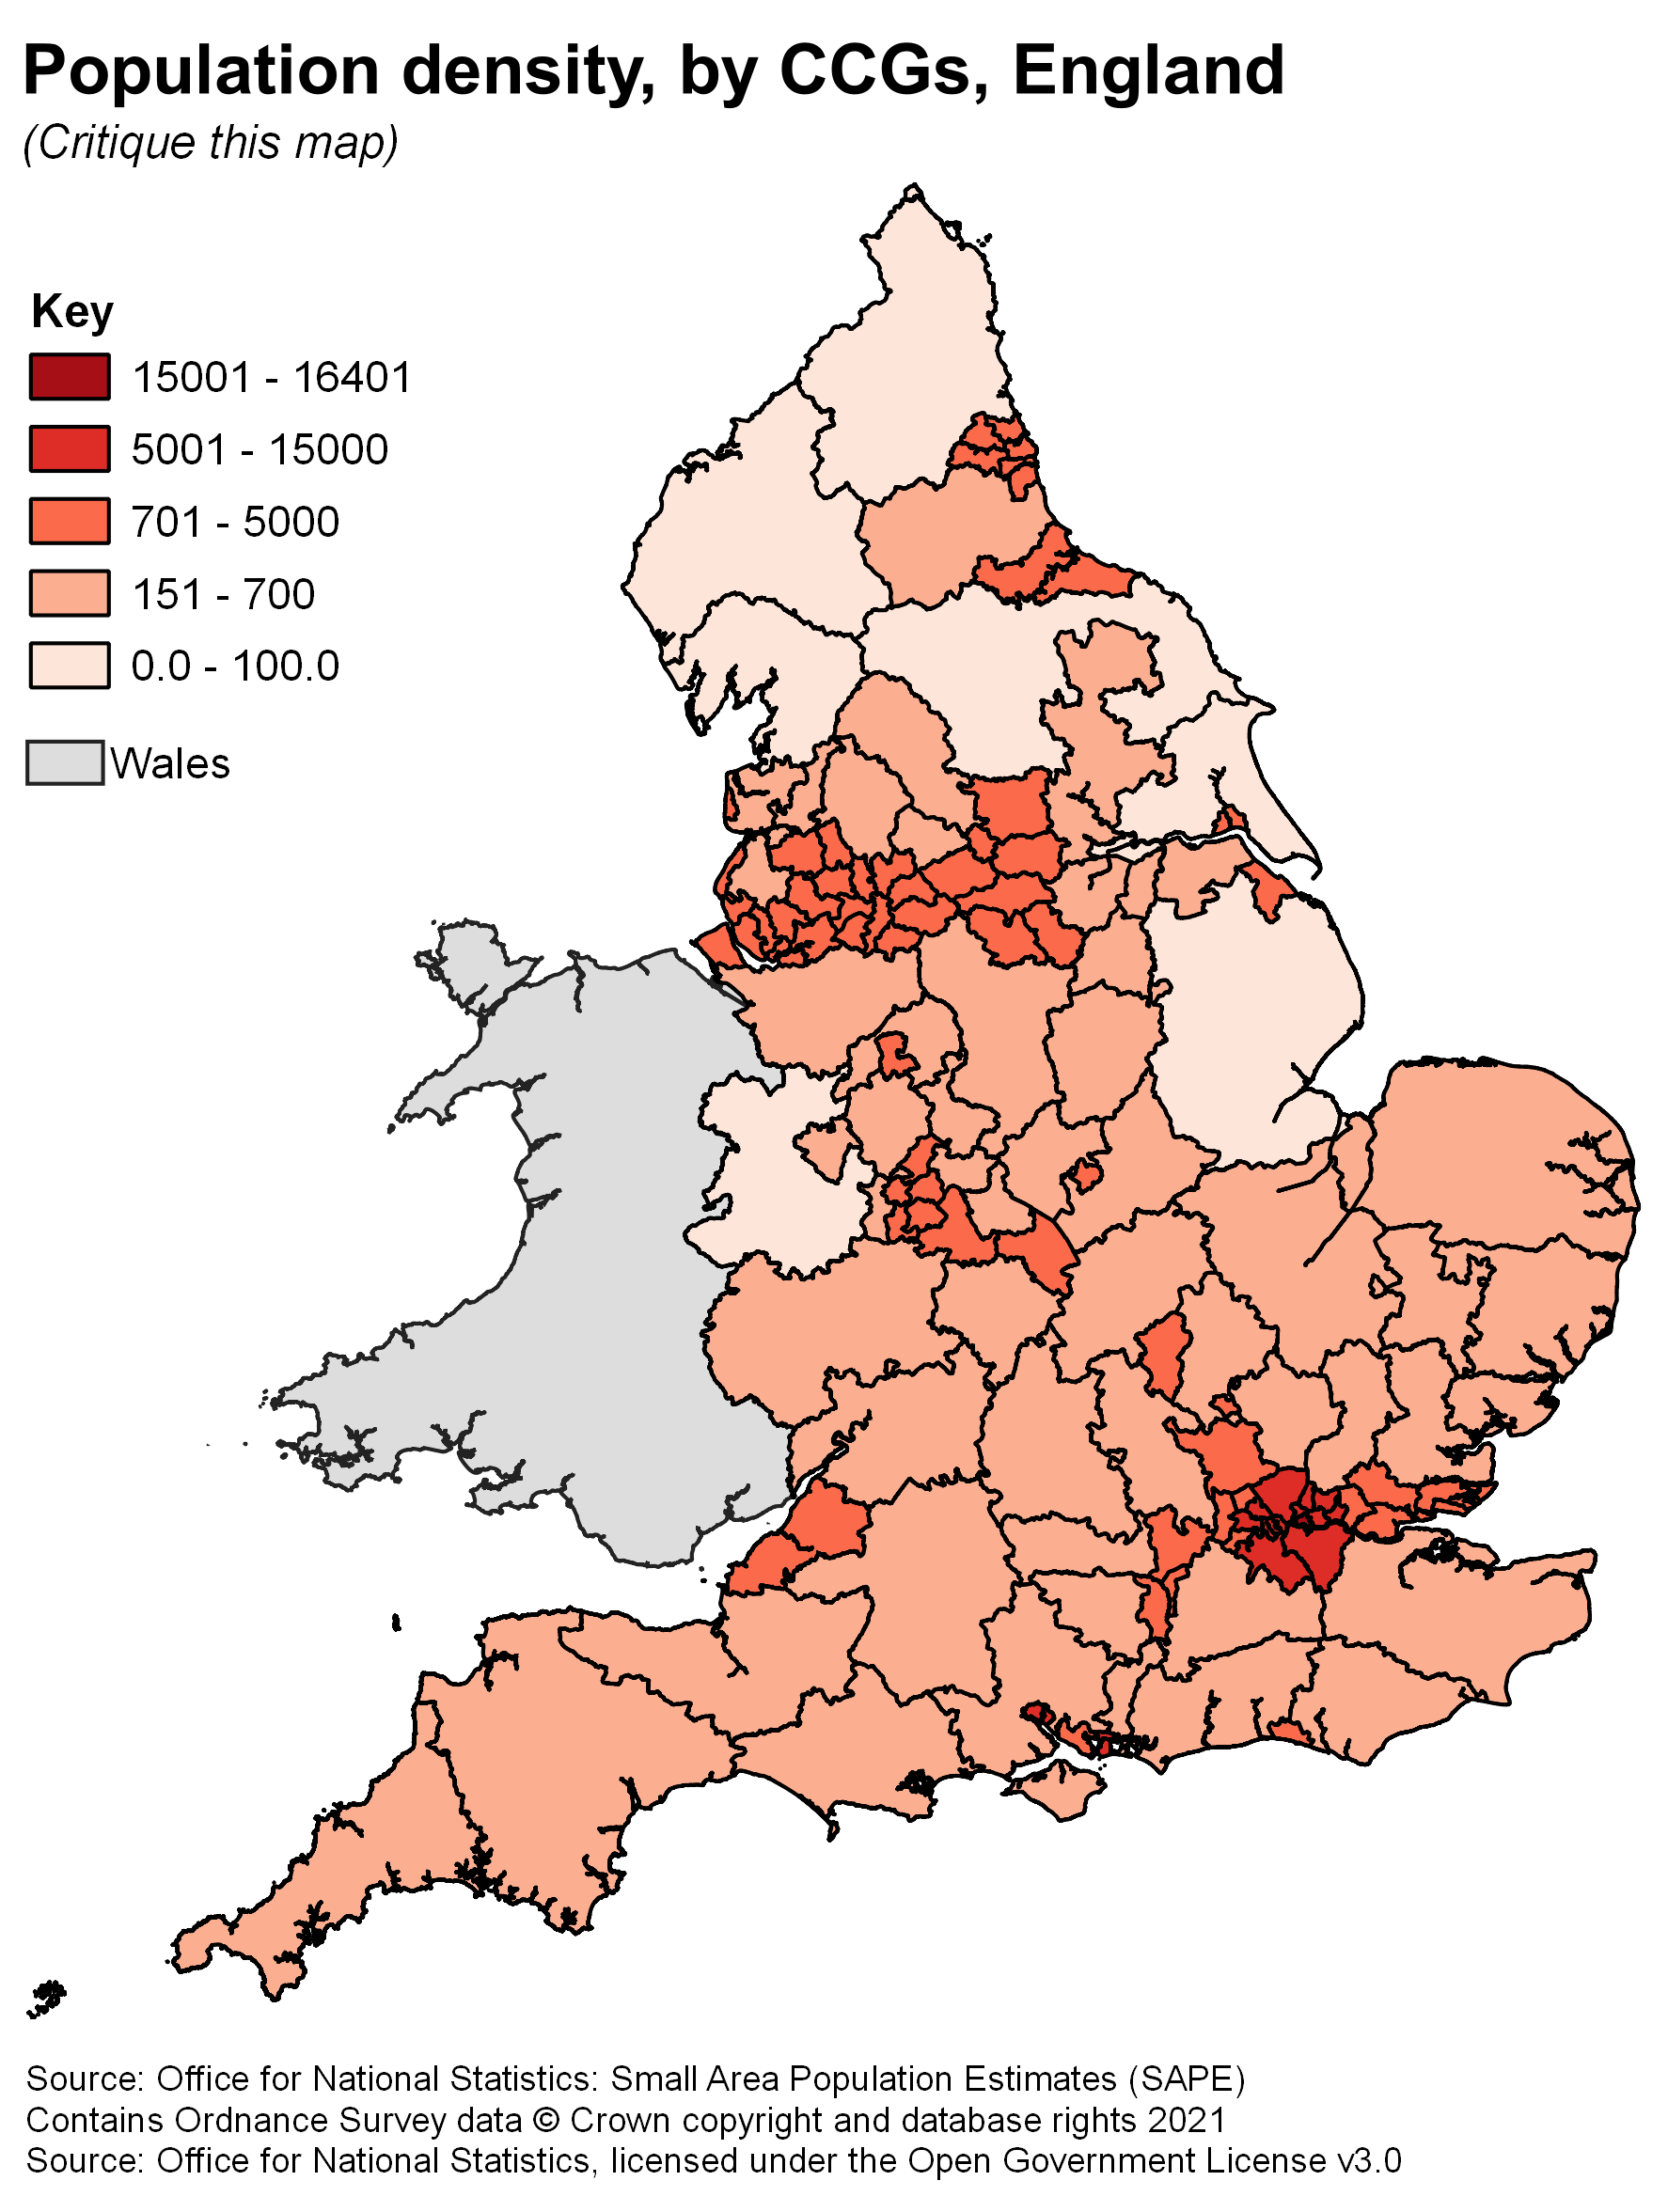 Population density, by CCGs, England
(Critique this map)
Key
15001 - 16401
5001 - 15000
701 - 5000
151 - 700
0.0 - 100.0
Wales
Source: Office for National Statistics: Small Area Population Estimates (SAPE)
Contains Ordnance Survey data © Crown copyright and database rights 2021
Source: Office for National Statistics, licensed under the Open Government License v3.0